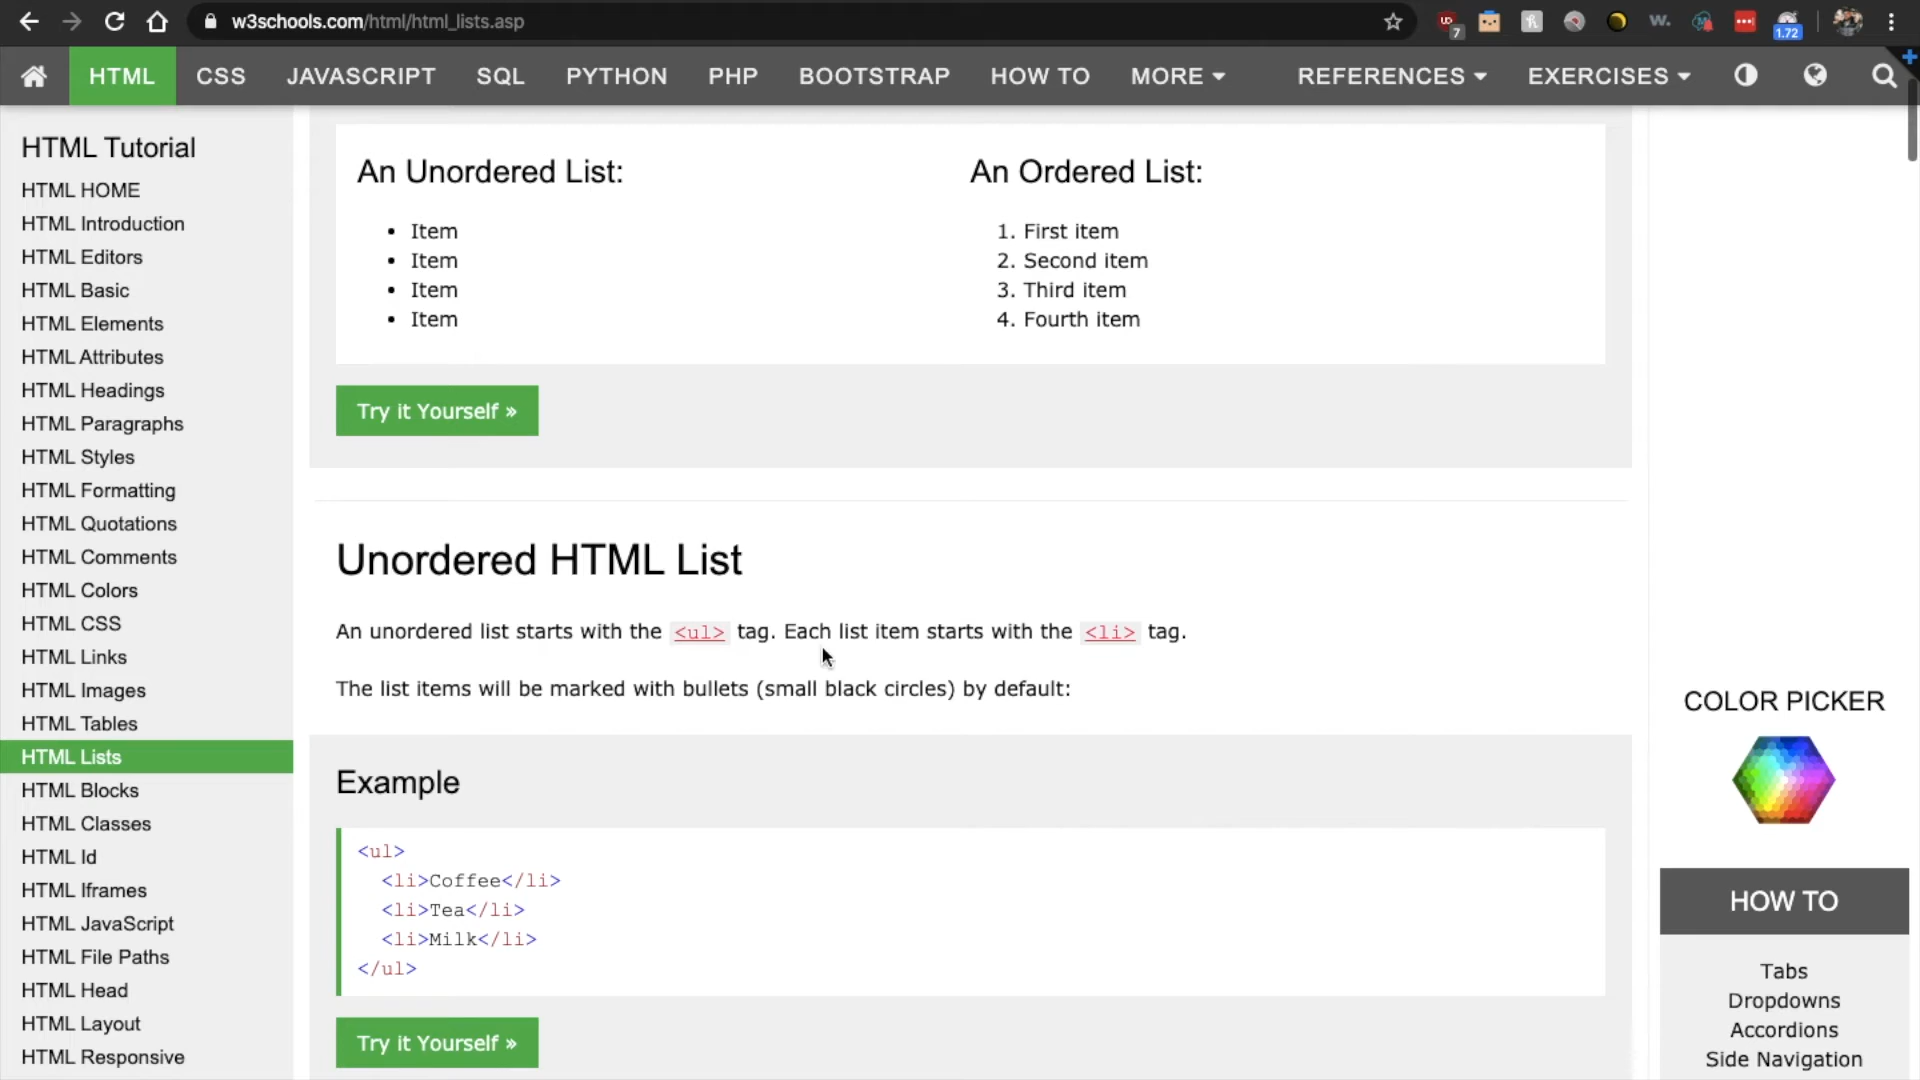 w3schools.com/html/html_lists.asp
7
1.72
HTML CSS JAVASCRIPT SQL PYTHON PHP BOOTSTRAP HOW TO MORE REFERENCES EXERCISES
HTML Tutorial
HTML HOME
HTML Introduction
HTML Editors
HTML Basic
HTML Elements
HTML Attributes
HTML Headings
HTML Paragraphs
HTML Styles
HTML Formatting
HTML Quotations
HTML Comments
HTML Colors
HTML CSS
HTML Links
HTML Images
HTML Tables
HTML Lists
HTML Blocks
HTML Classes
HTML Id
HTML Iframes
HTML JavaScript
HTML File Paths
HTML Head
HTML Layout
HTML Responsive
An Unordered List:
• Item
• Item
• Item
• Item
An Ordered List:
1. First item
2. Second item
3. Third item
4. Fourth item
Try it Yourself »
Unordered HTML List
An unordered list starts with the <ul> tag. Each list item starts with the <li> tag.
The list items will be marked with bullets (small black circles) by default:
Example
<ul>
<li>Coffee</li>
<li>Tea</li>
<li>Milk</li>
</ul>
Try it Yourself »
COLOR PICKER
HOW TO
Tabs
Dropdowns
Accordions
Side Navigation